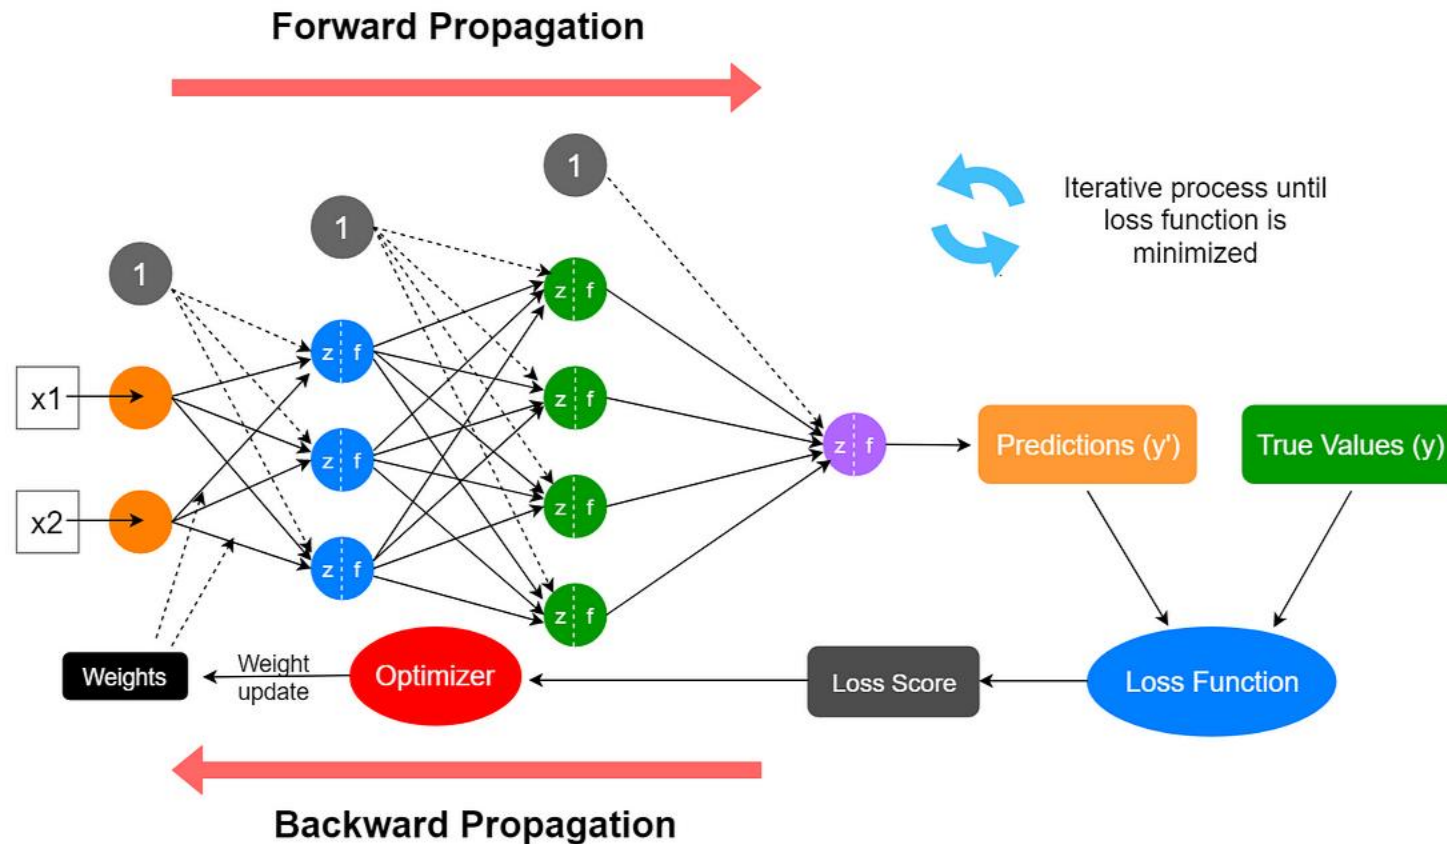 Forward Propagation
1
1
1
Iterative process until
loss function is
minimized
z f
z f
z f
z f
z f
z f
z f
z f
x1
x2
Predictions (y')
True Values (y)
Weights
Weight
update
Optimizer
Loss Score
Loss Function
Backward Propagation